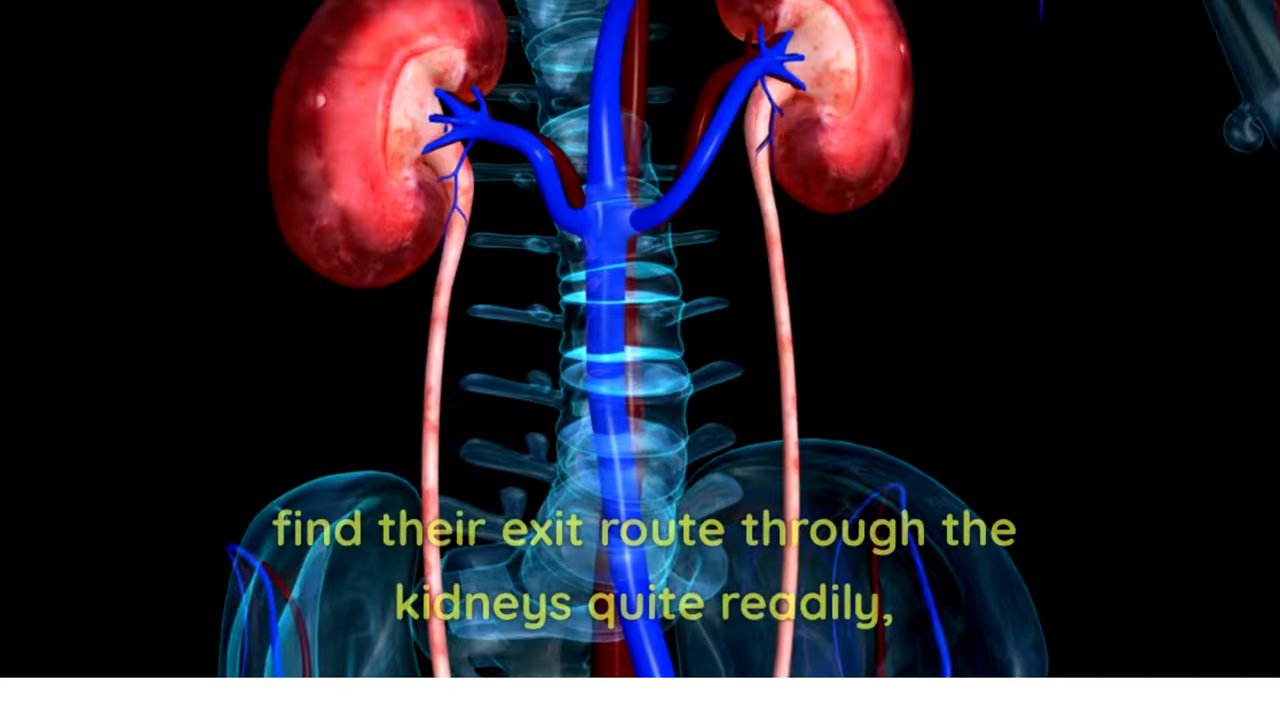 find their exit route through the
kidneys quite readily,